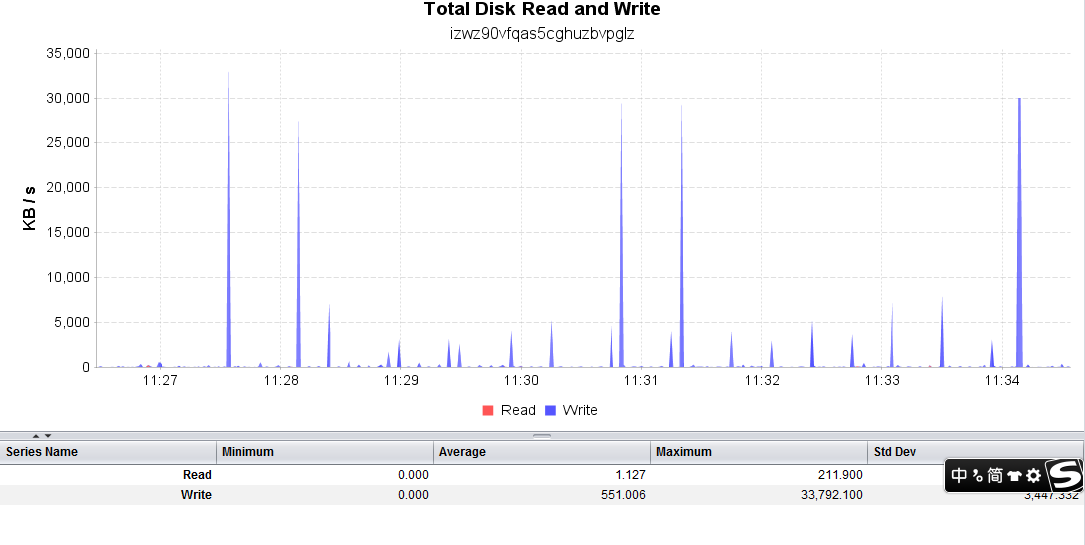 Total Disk Read and Write
izwz90vfqas5cghuzbvpglz
KB / s
35,000
30,000
25,000
20,000
15,000
10,000
5,000
0
11:27 11:28 11:29 11:30 11:31 11:32 11:33 11:34
Read Write
Series Name Minimum Average Maximum Std Dev
Read 0.000 1.127 211.900
Write 0.000 551.006 33,792.100 3,447.332
中 简 S